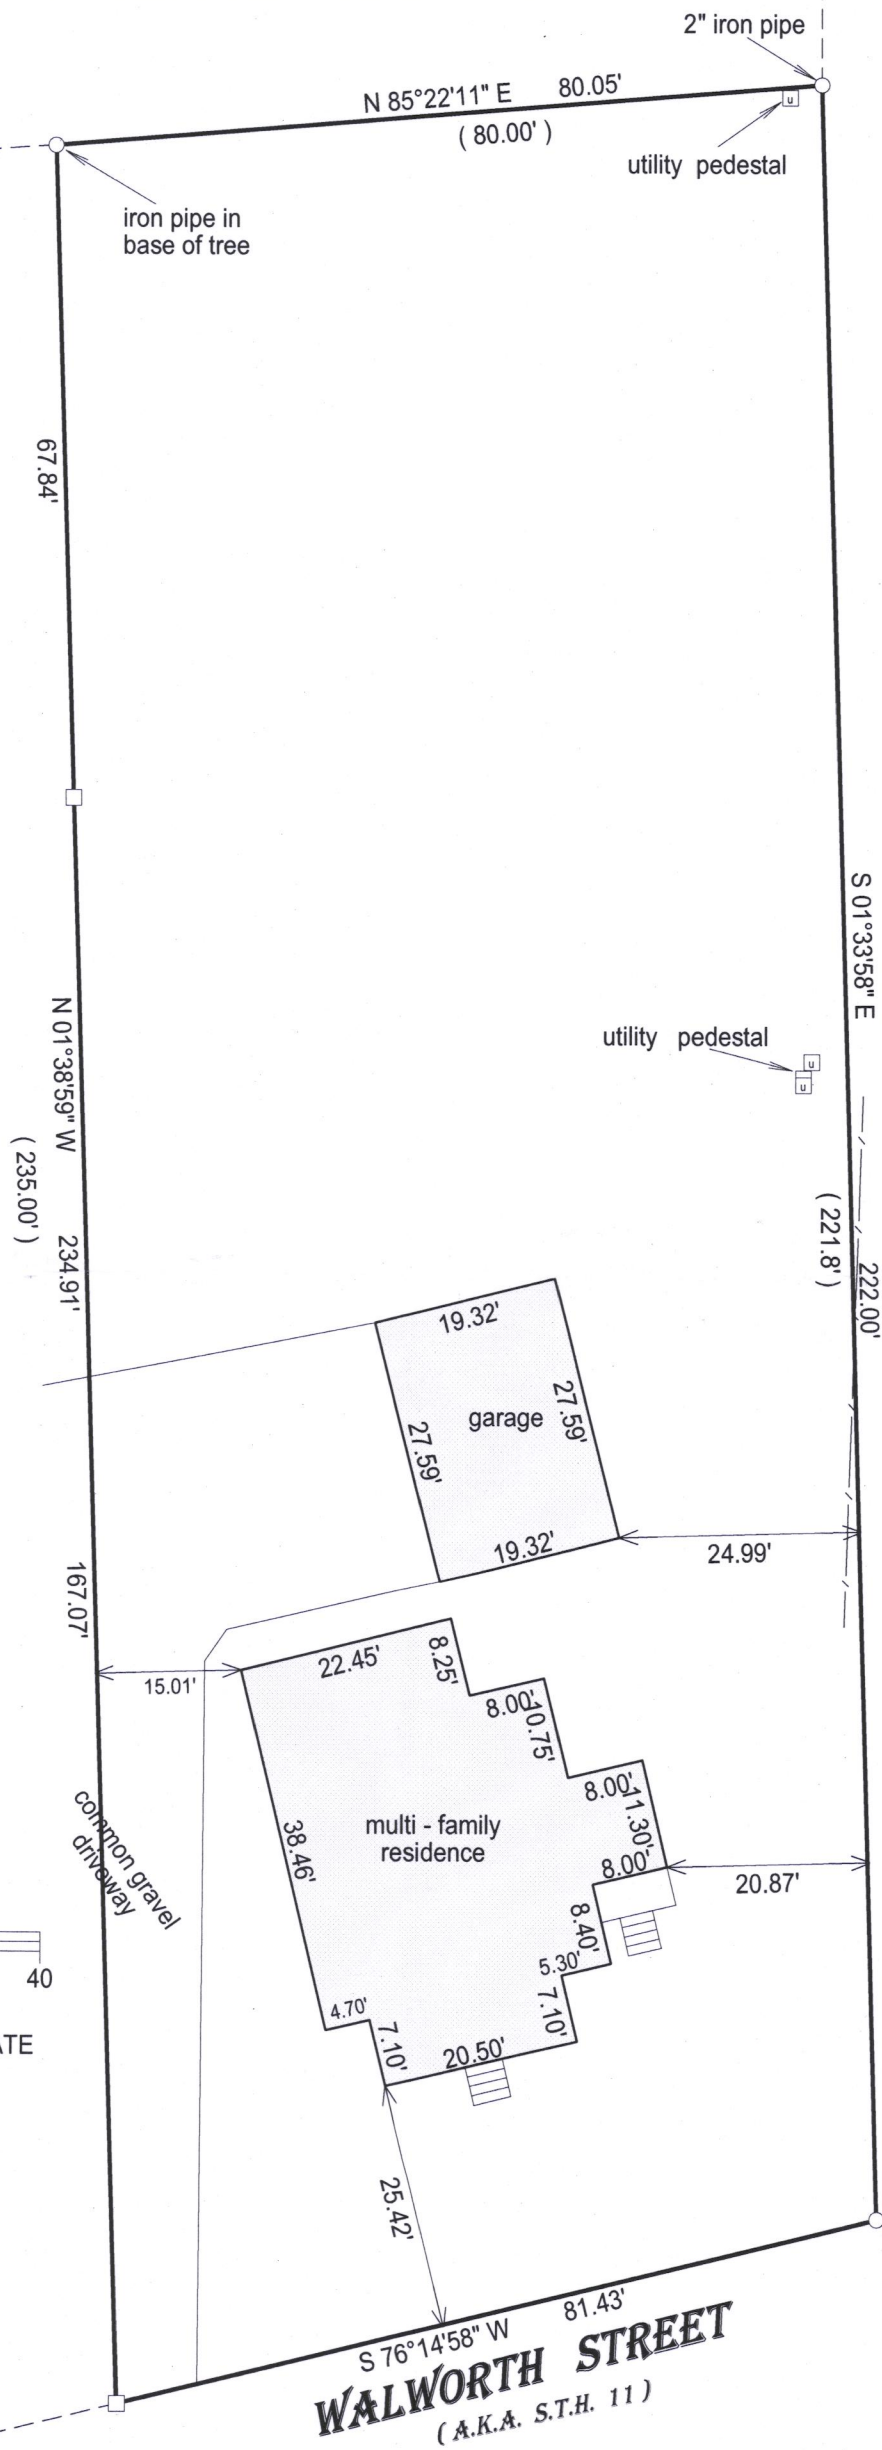 2" iron pipe
N 85°22'11" E 80.05'
( 80.00' )
u
utility pedestal
iron pipe in
base of tree
67.84'
S 01°33'58" E
N 01°38'59" W
utility pedestal
u
u
( 235.00' )
234.91'
( 221.8' )
222.00'
19.32'
garage
27.59'
27.59'
19.32'
24.99'
167.07'
22.45'
8.25'
15.01'
8.00'
10.75'
8.00'
11.30'
multi - family
residence
38.46'
common gravel
driveway
8.00'
20.87'
8.40'
5.30'
40
4.70'
7.10'
7.10'
ATE
20.50'
25.42'
81.43'
S 76°14'58" W
WALWORTH STREET
( A.K.A. S.T.H. 11 )